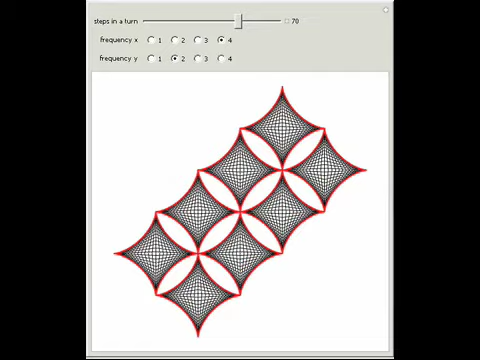 steps in a turn 70
frequency x 1 2 3 4
frequency y 1 2 3 4